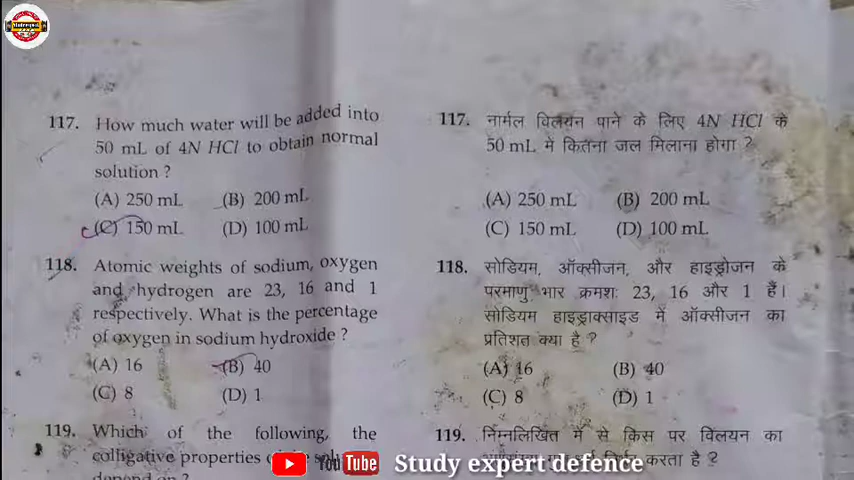 117. How much water will be added into
50 mL of 4N HCl to obtain normal
solution ?
(A) 250 mL (B) 200 mL
(C) 150 mL (D) 100 mL
118. Atomic weights of sodium, oxygen
and hydrogen are 23, 16 and 1
respectively. What is the percentage
of oxygen in sodium hydroxide ?
(A) 16 (B) 40
(C) 8 (D) 1
119. Which of the following, the
colligative properties
depend on ?
117. नार्मल विलयन पाने के लिए 4N HCl के
50 mL में कितना जल मिलाना होगा ?
(A) 250 mL (B) 200 mL
(C) 150 mL (D) 100 mL
118. सोडियम, ऑक्सीजन, और हाइड्रोजन के
परमाणु भार क्रमशः 23, 16 और 1 हैं।
सोडियम हाइड्राक्साइड में ऑक्सीजन का
प्रतिशत क्या है ?
(A) 16 (B) 40
(C) 8 (D) 1
119. निम्नलिखित में से किस पर विलयन का
करता है ?
YouTube Study expert defence